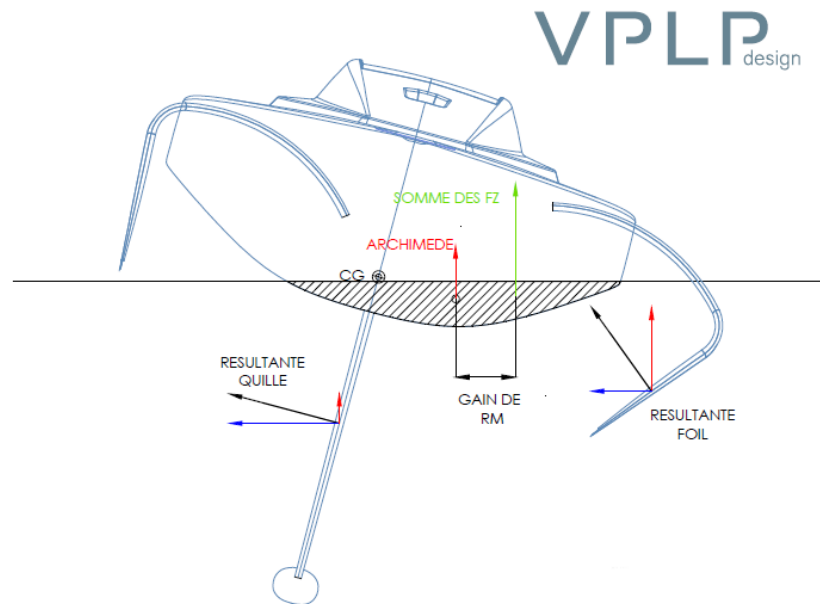 VPLP
design
SOMME DES FZ
ARCHIMEDE
CG
RESULTANTE
QUILLE
GAIN DE
RM
RESULTANTE
FOIL